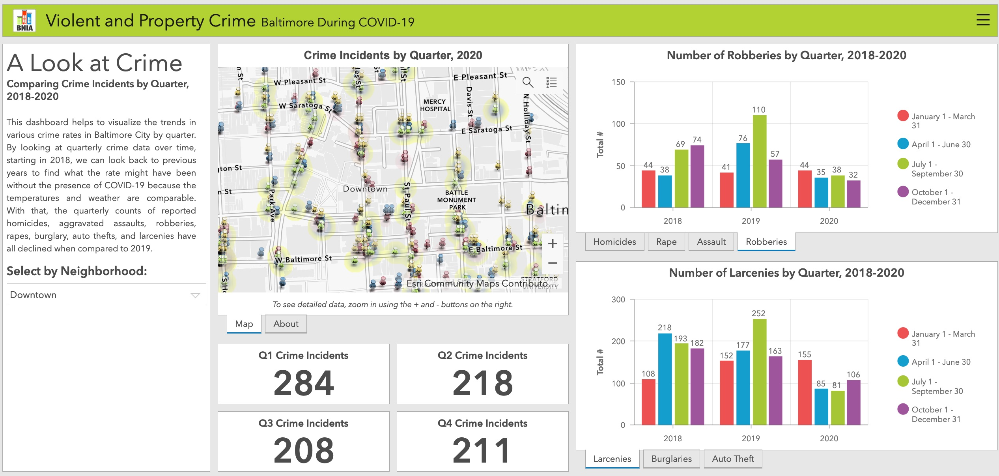 BNIA
Violent and Property Crime Baltimore During COVID-19
A Look at Crime
Comparing Crime Incidents by Quarter,
2018-2020
This dashboard helps to visualize the trends in
various crime rates in Baltimore City by quarter.
By looking at quarterly crime data over time,
starting in 2018, we can look back to previous
years to find what the rate might have been
without the presence of COVID-19 because the
temperatures and weather are comparable.
With that, the quarterly counts of reported
homicides, aggravated assaults, robberies,
rapes, burglary, auto thefts, and larcenies have
all declined when compared to 2019.
Select by Neighborhood:
Downtown
Crime Incidents by Quarter, 2020
n St
les St
St
l St
W Pleasant St
E Pleasant St
Davis St
N Holliday St
MERCY
HOSPITAL
W Saratoga St
E Saratoga St
gton St
Downtown
n St
Park Ave
St Paul St
BATTLE
MONUMENT
PARK
Baltim
E Baltimore St
W Baltimore St
S Ho
STRATFORD
UNIVERSITY
Esri Community Maps Contributo...
+
−
To see detailed data, zoom in using the + and - buttons on the right.
Map
About
Q1 Crime Incidents
284
Q2 Crime Incidents
218
Q3 Crime Incidents
208
Q4 Crime Incidents
211
Number of Robberies by Quarter, 2018-2020
Total #
150
100
50
0
44
38
69
74
41
76
110
57
44
35
38
32
2018
2019
2020
January 1 - March
31
April 1 - June 30
July 1 -
September 30
October 1 -
December 31
Homicides
Rape
Assault
Robberies
Number of Larcenies by Quarter, 2018-2020
Total #
300
200
100
0
108
218
193
182
152
177
252
163
155
85
81
106
2018
2019
2020
January 1 - March
31
April 1 - June 30
July 1 -
September 30
October 1 -
December 31
Larcenies
Burglaries
Auto Theft